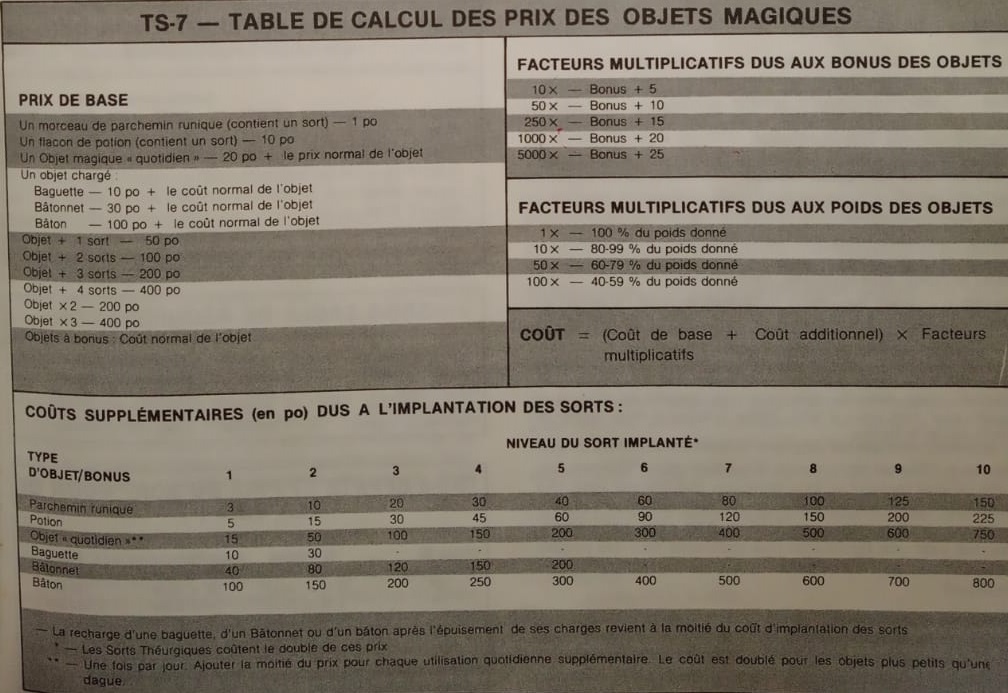 TS-7 — TABLE DE CALCUL DES PRIX DES OBJETS MAGIQUES
PRIX DE BASE
Un morceau de parchemin runique (contient un sort) — 1 po
Un flacon de potion (contient un sort) — 10 po
Un Objet magique « quotidien » — 20 po + le prix normal de l'objet
Un objet chargé :
Baguette — 10 po + le coût normal de l'objet
Bâtonnet — 30 po + le coût normal de l'objet
Bâton — 100 po + le coût normal de l'objet
Objet + 1 sort — 50 po
Objet + 2 sorts — 100 po
Objet + 3 sorts — 200 po
Objet + 4 sorts — 400 po
Objet ×2 — 200 po
Objet ×3 — 400 po
Objets à bonus : Coût normal de l'objet
FACTEURS MULTIPLICATIFS DUS AUX BONUS DES OBJETS
10× — Bonus + 5
50× — Bonus + 10
250× — Bonus + 15
1000× — Bonus + 20
5000× — Bonus + 25
FACTEURS MULTIPLICATIFS DUS AUX POIDS DES OBJETS
1× — 100 % du poids donné
10× — 80-99 % du poids donné
50× — 60-79 % du poids donné
100× — 40-59 % du poids donné
COÛT = (Coût de base + Coût additionnel) × Facteurs
multiplicatifs
COÛTS SUPPLÉMENTAIRES (en po) DUS A L'IMPLANTATION DES SORTS :
NIVEAU DU SORT IMPLANTÉ*
TYPE
D'OBJET/BONUS 1 2 3 4 5 6 7 8 9 10
Parchemin runique 3 10 20 30 40 60 80 100 125 150
Potion 5 15 30 45 60 90 120 150 200 225
Objet « quotidien »** 15 50 100 150 200 300 400 500 600 750
Baguette 10 30 - - - - - - - -
Bâtonnet 40 80 120 150 200 - - - - -
Bâton 100 150 200 250 300 400 500 600 700 800
— La recharge d'une baguette, d'un Bâtonnet ou d'un bâton après l'épuisement de ses charges revient à la moitié du coût d'implantation des sorts
* — Les Sorts Théurgiques coûtent le double de ces prix
** — Une fois par jour. Ajouter la moitié du prix pour chaque utilisation quotidienne supplémentaire. Le coût est doublé pour les objets plus petits qu'une
dague.